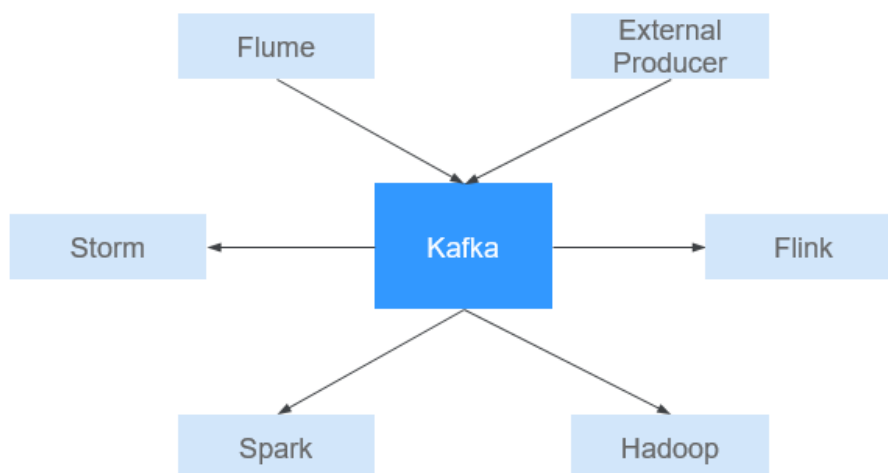 Flume
External
Producer
Storm
Kafka
Flink
Spark
Hadoop